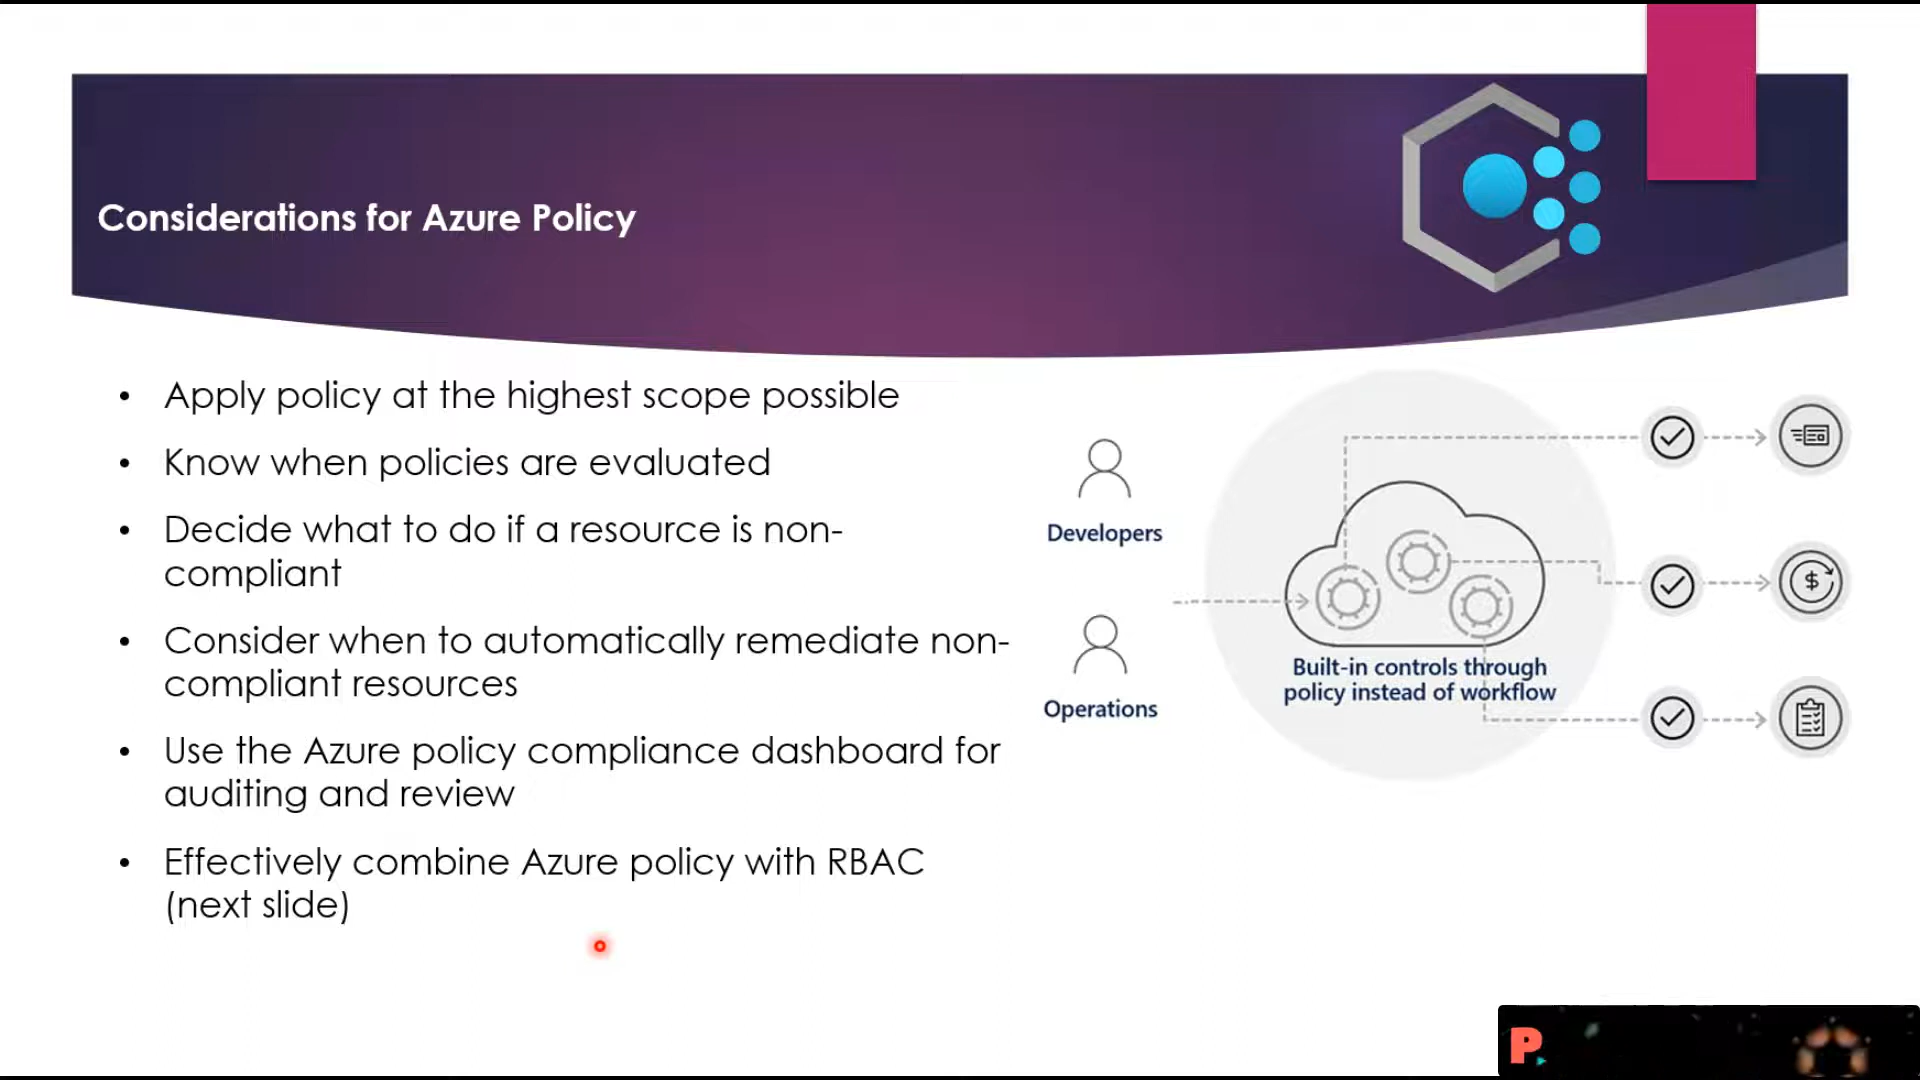 Considerations for Azure Policy
• Apply policy at the highest scope possible
• Know when policies are evaluated
• Decide what to do if a resource is non-
compliant
• Consider when to automatically remediate non-
compliant resources
• Use the Azure policy compliance dashboard for
auditing and review
• Effectively combine Azure policy with RBAC
(next slide)
Developers
Operations
Built-in controls through
policy instead of workflow
$
P